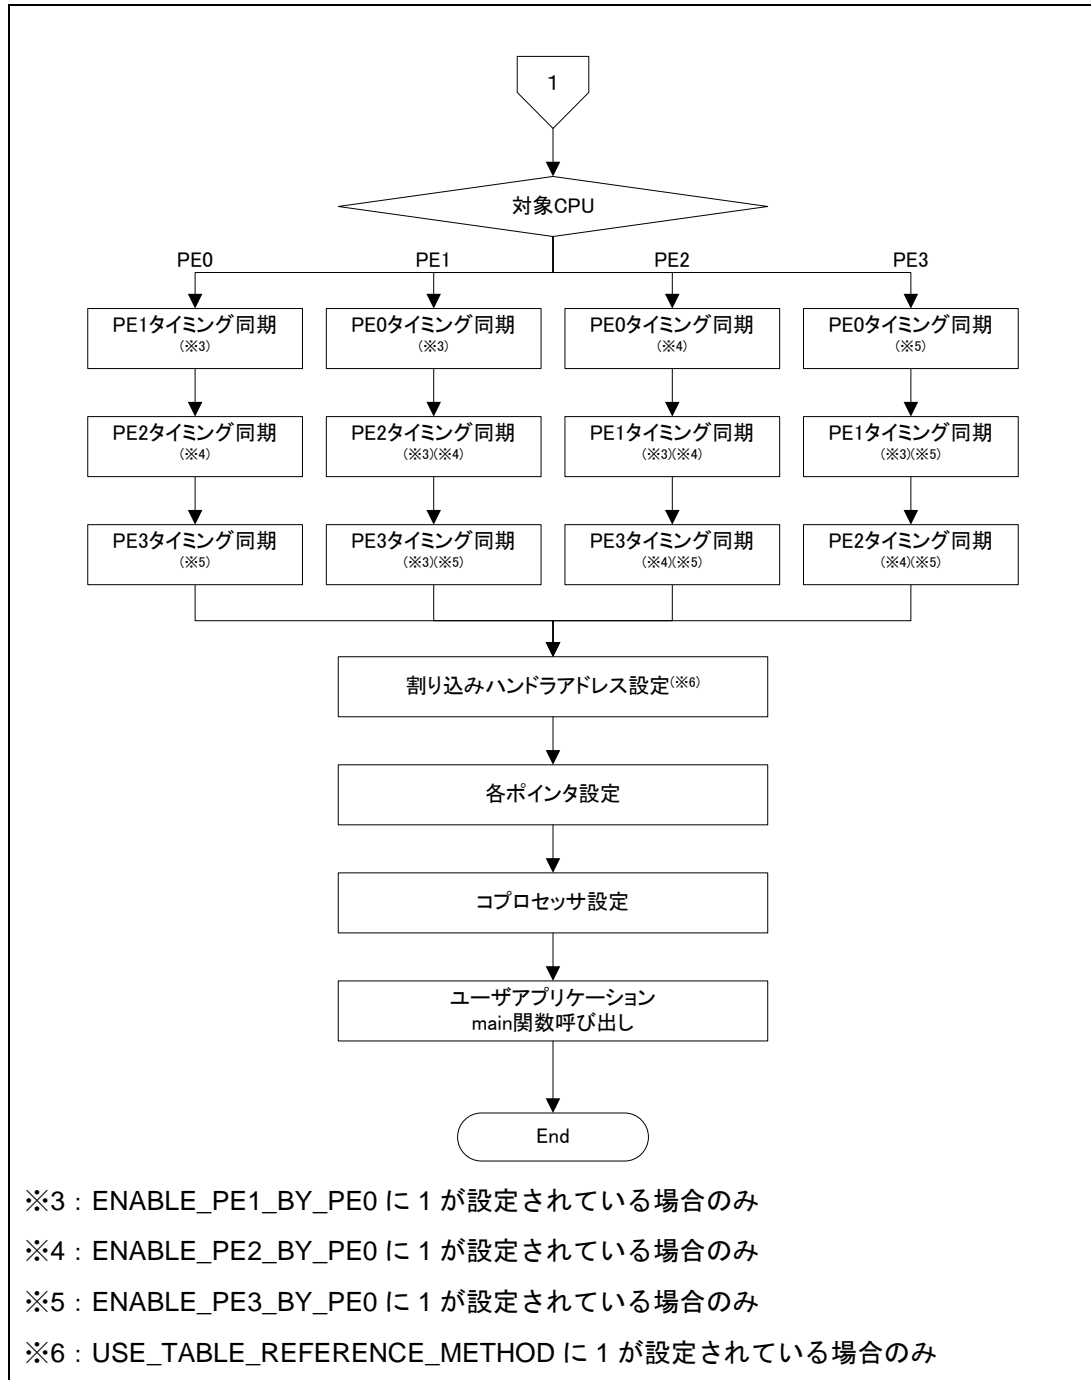 1
対象CPU
PE0 PE1 PE2 PE3
PE1タイミング同期 PE0タイミング同期 PE0タイミング同期 PE0タイミング同期
(※3) (※3) (※4) (※5)
PE2タイミング同期 PE2タイミング同期 PE1タイミング同期 PE1タイミング同期
(※4) (※3)(※4) (※3)(※4) (※3)(※5)
PE3タイミング同期 PE3タイミング同期 PE3タイミング同期 PE2タイミング同期
(※5) (※3)(※5) (※4)(※5) (※4)(※5)
割り込みハンドラアドレス設定(※6)
各ポインタ設定
コプロセッサ設定
ユーザアプリケーション
main関数呼び出し
End
※3：ENABLE_PE1_BY_PE0 に 1 が設定されている場合のみ
※4：ENABLE_PE2_BY_PE0 に 1 が設定されている場合のみ
※5：ENABLE_PE3_BY_PE0 に 1 が設定されている場合のみ
※6：USE_TABLE_REFERENCE_METHOD に 1 が設定されている場合のみ